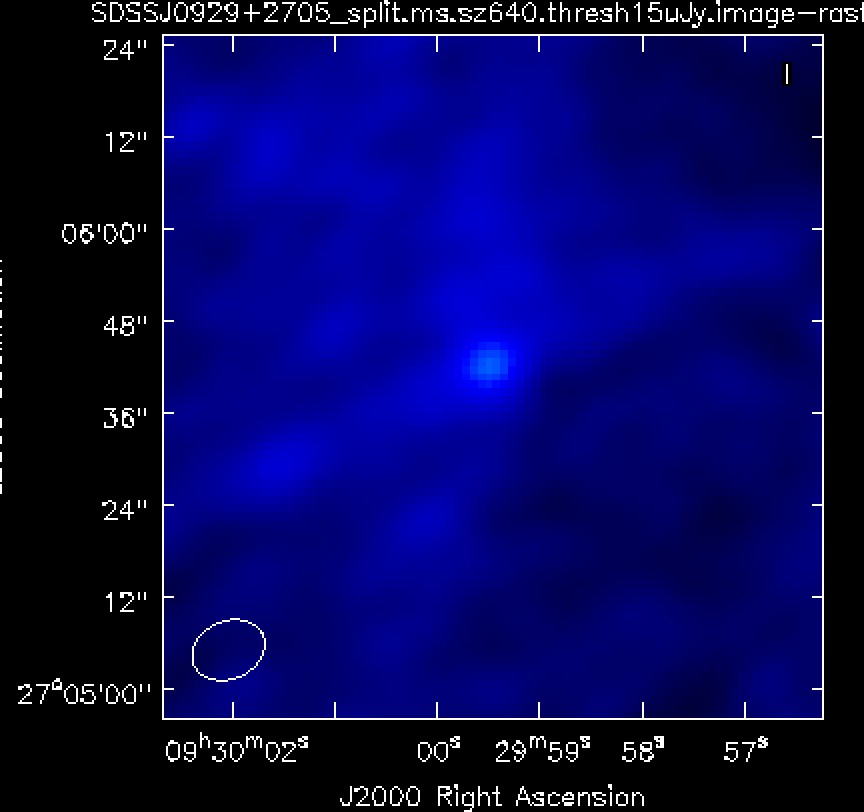 SDSSJ0929+2705_split.ms.sz640.thresh15uJy.image-rast
I
24"
12"
06'00"
48"
36"
24"
12"
27°05'00"
09h30m02s 00s 29m59s 58s 57s
J2000 Right Ascension